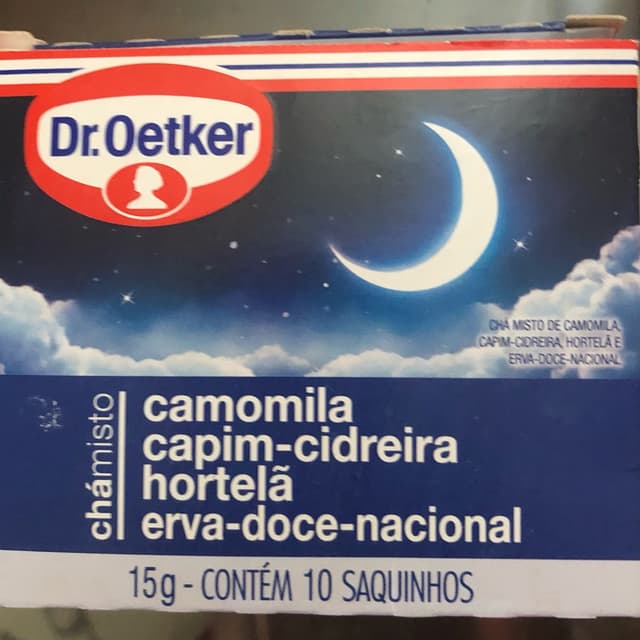 Dr.Oetker
CHÁ MISTO DE CAMOMILA,
CAPIM-CIDREIRA, HORTELÃ E
ERVA-DOCE-NACIONAL
chámisto
camomila
capim-cidreira
hortelã
erva-doce-nacional
15g - CONTÉM 10 SAQUINHOS